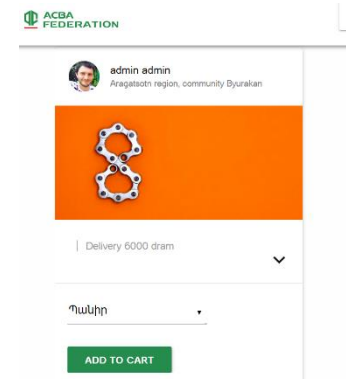 ACBA
FEDERATION
admin admin
Aragatsotn region, community Byurakan
Delivery 6000 dram
Պանիր
ADD TO CART